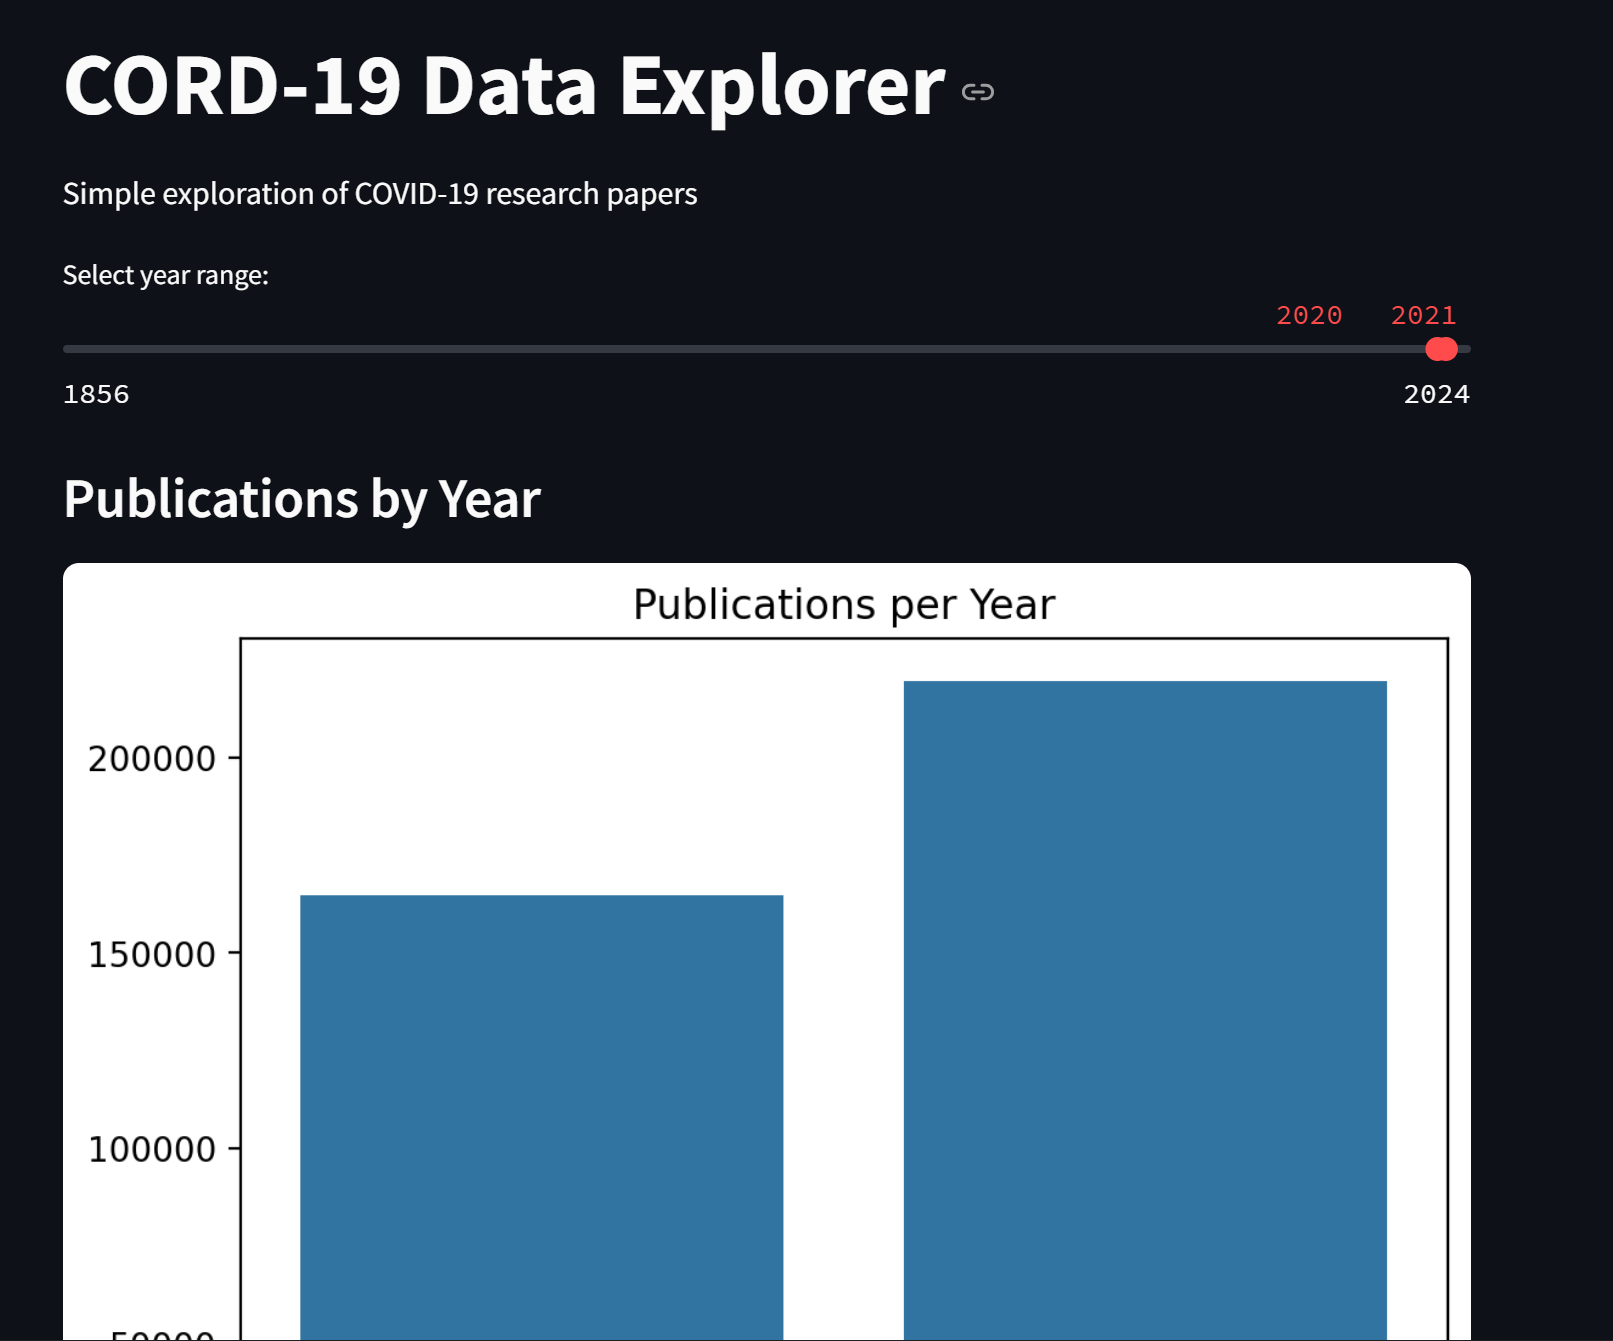 CORD-19 Data Explorer
Simple exploration of COVID-19 research papers
Select year range:
2020 2021
1856 2024
Publications by Year
Publications per Year
200000
150000
100000
50000